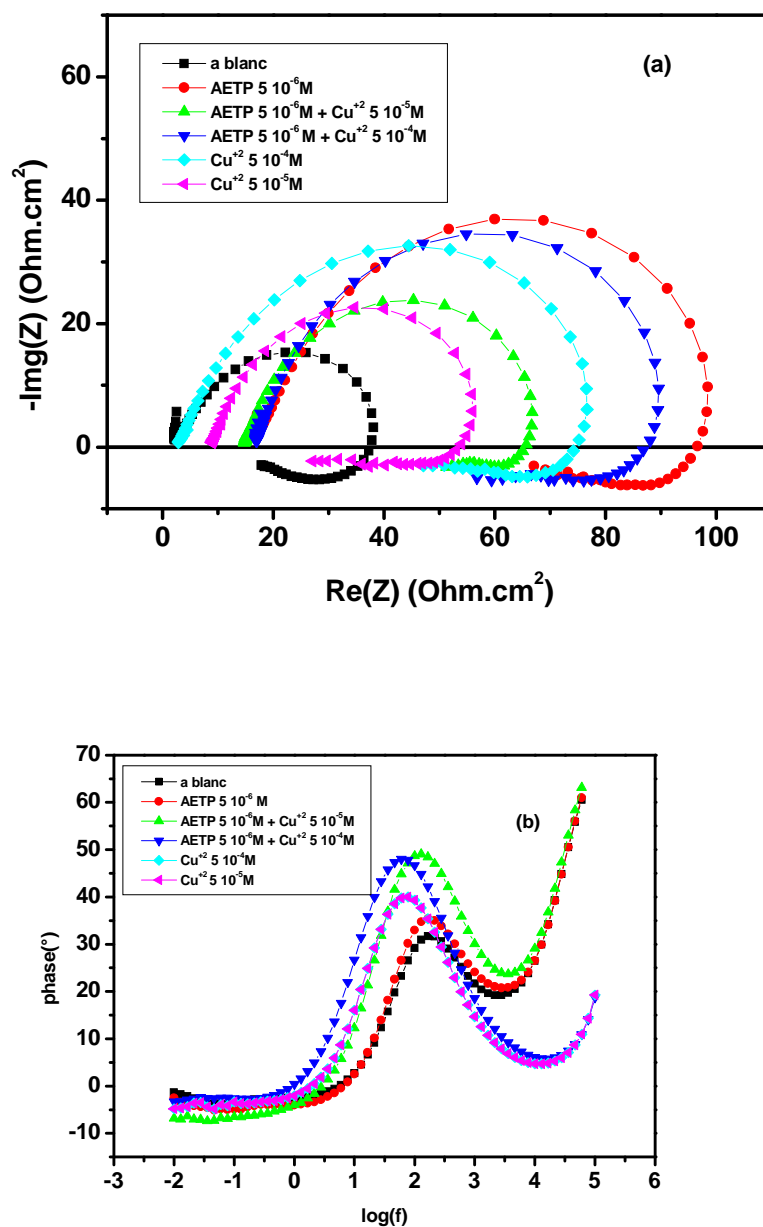 (a)
a blanc
AETP 5 10⁻⁶M
AETP 5 10⁻⁶M + Cu⁺² 5 10⁻⁵M
AETP 5 10⁻⁶ M + Cu⁺² 5 10⁻⁴M
Cu⁺² 5 10⁻⁴M
Cu⁺² 5 10⁻⁵M
60
40
20
0
-Img(Z) (Ohm.cm²)
0 20 40 60 80 100
Re(Z) (Ohm.cm²)
70
60
50
40
30
20
10
0
-10
phase(°)
a blanc
AETP 5 10⁻⁶ M
AETP 5 10⁻⁶M + Cu⁺² 5 10⁻⁵M
AETP 5 10⁻⁶M + Cu⁺² 5 10⁻⁴M
Cu⁺² 5 10⁻⁴M
Cu⁺² 5 10⁻⁵M
(b)
-3 -2 -1 0 1 2 3 4 5 6
log(f)